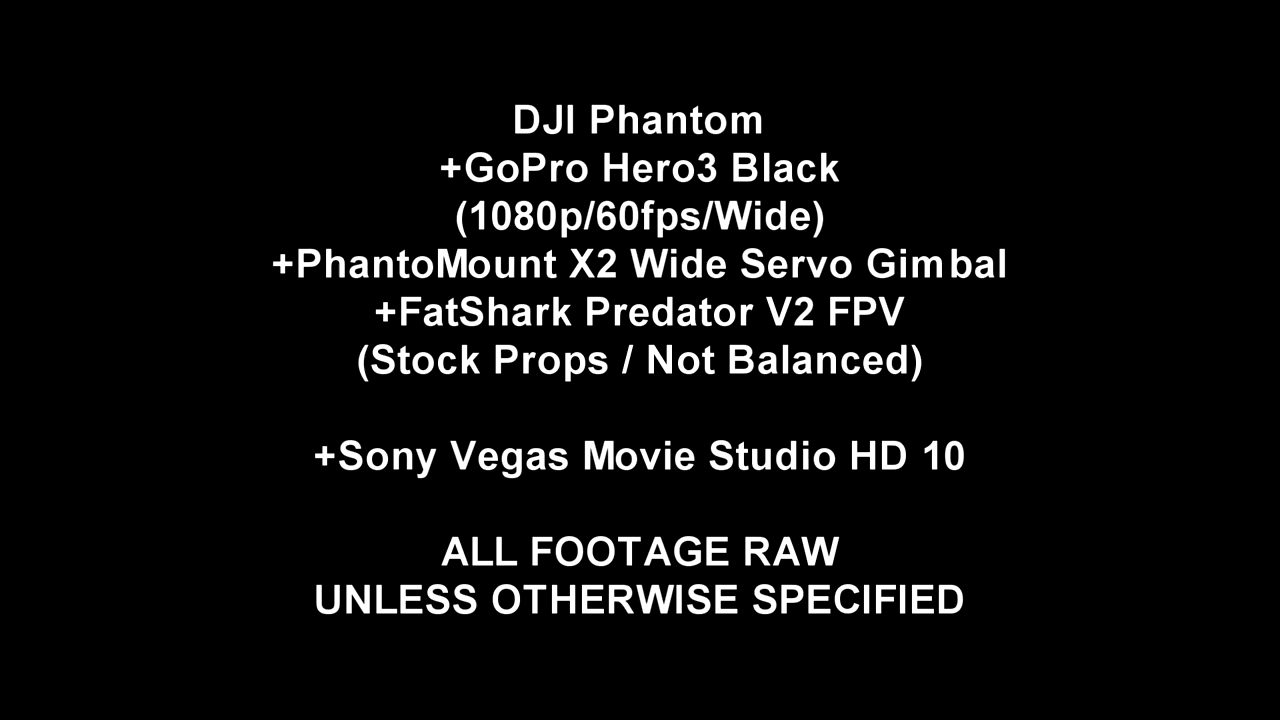 DJI Phantom
+GoPro Hero3 Black
(1080p/60fps/Wide)
+PhantoMount X2 Wide Servo Gimbal
+FatShark Predator V2 FPV
(Stock Props / Not Balanced)
+Sony Vegas Movie Studio HD 10
ALL FOOTAGE RAW
UNLESS OTHERWISE SPECIFIED